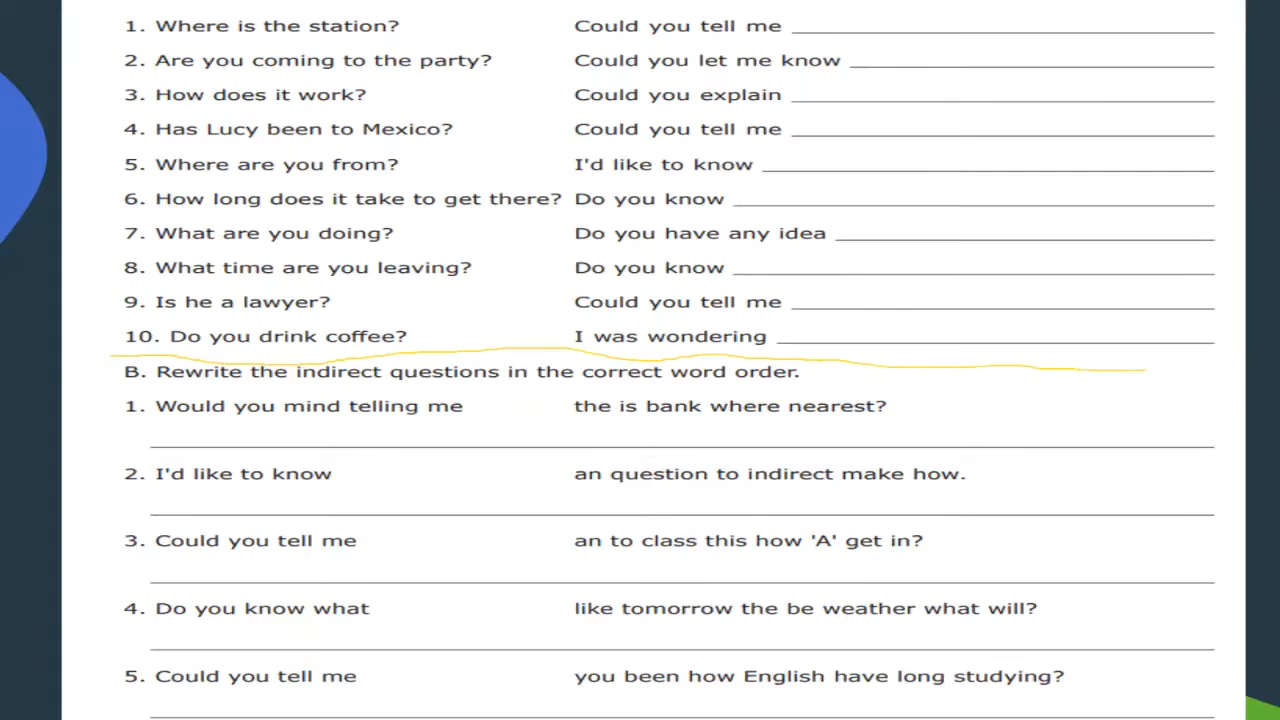 1. Where is the station? Could you tell me
2. Are you coming to the party? Could you let me know
3. How does it work? Could you explain
4. Has Lucy been to Mexico? Could you tell me
5. Where are you from? I'd like to know
6. How long does it take to get there? Do you know
7. What are you doing? Do you have any idea
8. What time are you leaving? Do you know
9. Is he a lawyer? Could you tell me
10. Do you drink coffee? I was wondering
B. Rewrite the indirect questions in the correct word order.
1. Would you mind telling me the is bank where nearest?
2. I'd like to know an question to indirect make how.
3. Could you tell me an to class this how 'A' get in?
4. Do you know what like tomorrow the be weather what will?
5. Could you tell me you been how English have long studying?